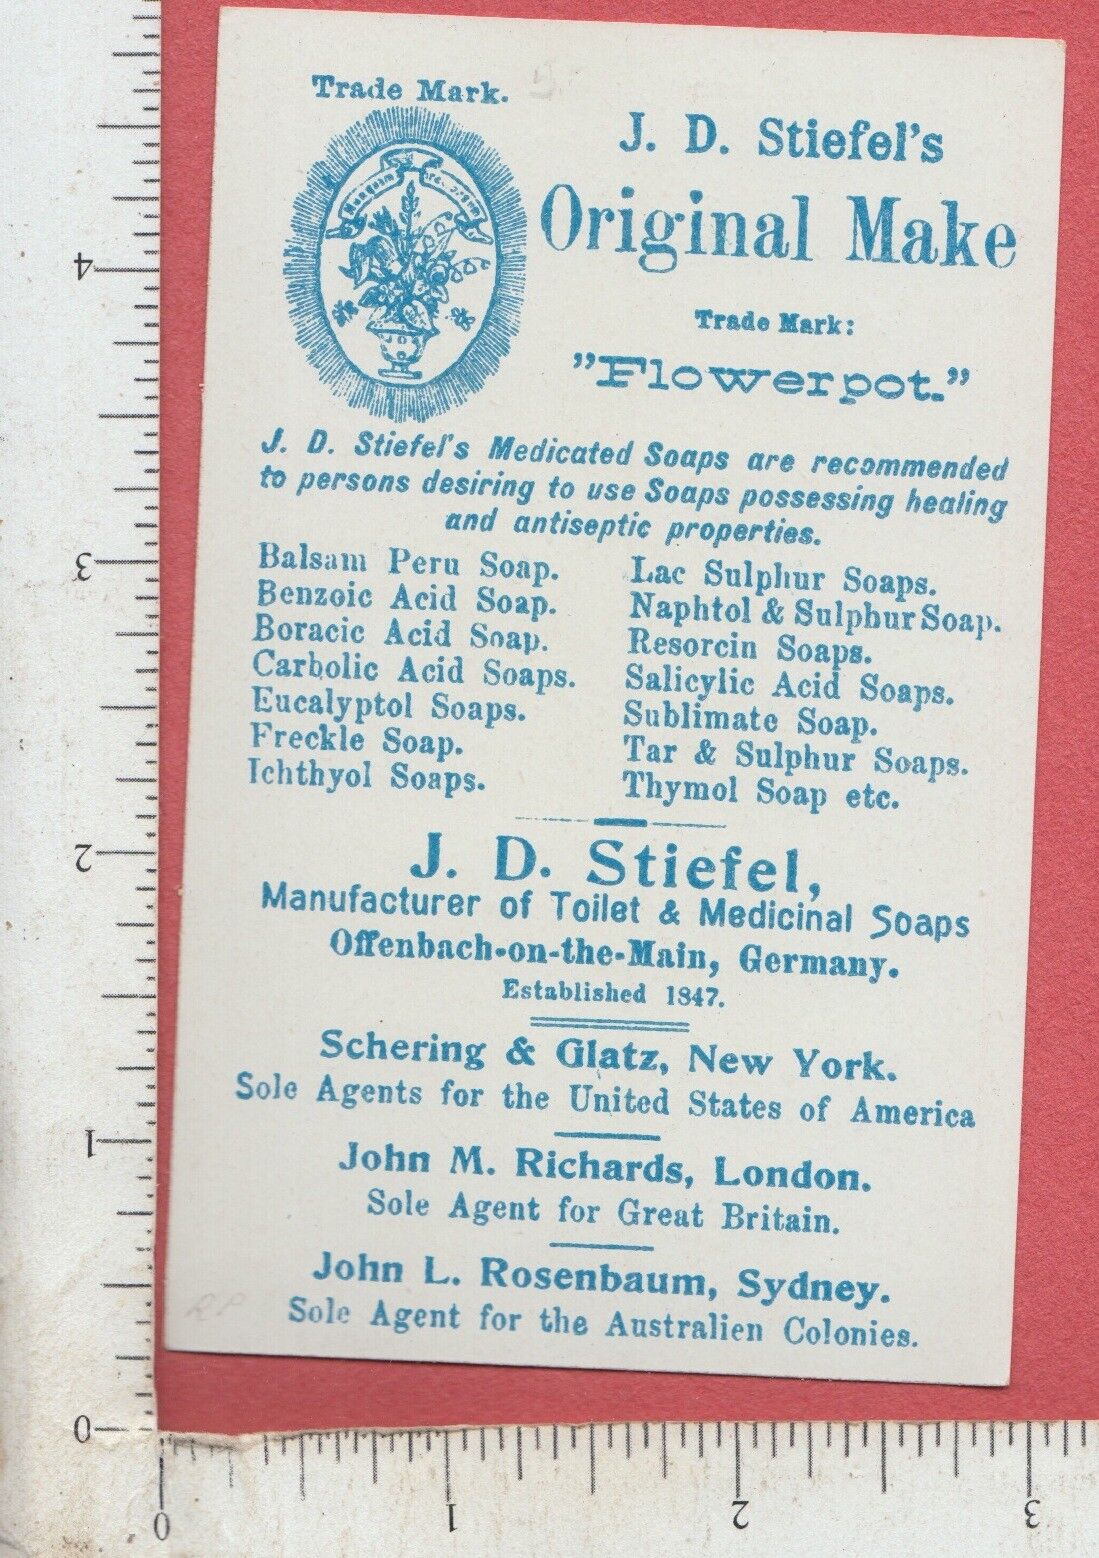 Trade Mark.
J. D. Stiefel's
Original Make
Trade Mark:
"Flowerpot."
J. D. Stiefel's Medicated Soaps are recommended
to persons desiring to use Soaps possessing healing
and antiseptic properties.
Balsam Peru Soap.
Benzoic Acid Soap.
Boracic Acid Soap.
Carbolic Acid Soaps.
Eucalyptol Soaps.
Freckle Soap.
Ichthyol Soaps.
Lac Sulphur Soaps.
Naphtol & Sulphur Soap.
Resorcin Soaps.
Salicylic Acid Soaps.
Sublimate Soap.
Tar & Sulphur Soaps.
Thymol Soap etc.
J. D. Stiefel,
Manufacturer of Toilet & Medicinal Soaps
Offenbach-on-the-Main, Germany.
Established 1847.
Schering & Glatz, New York.
Sole Agents for the United States of America
John M. Richards, London.
Sole Agent for Great Britain.
John L. Rosenbaum, Sydney.
Sole Agent for the Australien Colonies.
RP
4
3
2
1
0
0 1 2 3